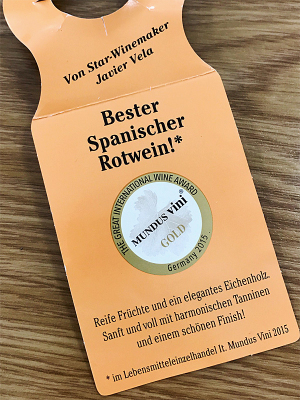 Von Star-Winemaker
Javier Vela
Bester
Spanischer
Rotwein!*
THE GREAT INTERNATIONAL WINE AWARD
MUNDUS vini®
GOLD
Germany 2015
Reife Früchte und ein elegantes Eichenholz.
Sanft und voll mit harmonischen Tanninen
und einem schönen Finish!
* im Lebensmitteleinzelhandel lt. Mundus Vini 2015